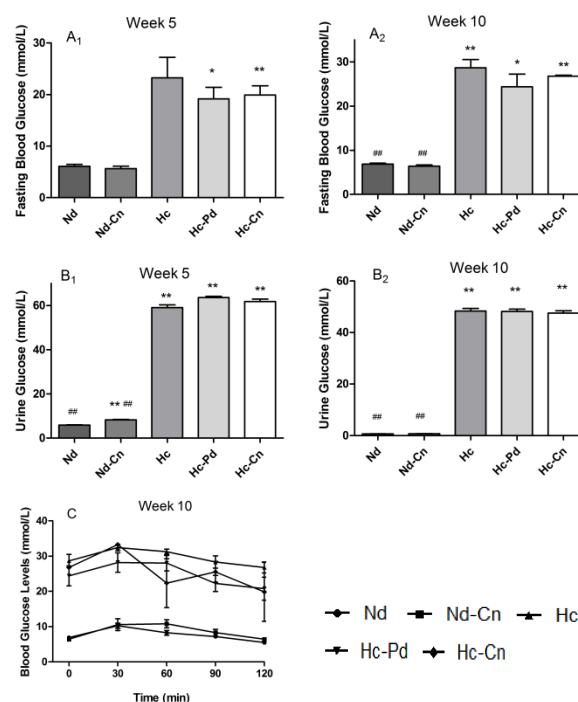 A1 Week 5
Fasting Blood Glucose (mmol/L)
30
20
10
0
* **
Nd Nd-Cn Hc Hc-Pd Hc-Cn
A2 Week 10
Fasting Blood Glucose (mmol/L)
40
30
20
10
0
## ## ** * **
Nd Nd-Cn Hc Hc-Pd Hc-Cn
B1 Week 5
Urine Glucose (mmol/L)
80
60
40
20
0
## ** ## ** ** **
Nd Nd-Cn Hc Hc-Pd Hc-Cn
B2 Week 10
Urine Glucose (mmol/L)
60
40
20
0
## ## ** ** **
Nd Nd-Cn Hc Hc-Pd Hc-Cn
C Week 10
Blood Glucose Levels (mmol/L)
40
30
20
10
0
0 30 60 90 120
Time (min)
Nd Nd-Cn Hc
Hc-Pd Hc-Cn